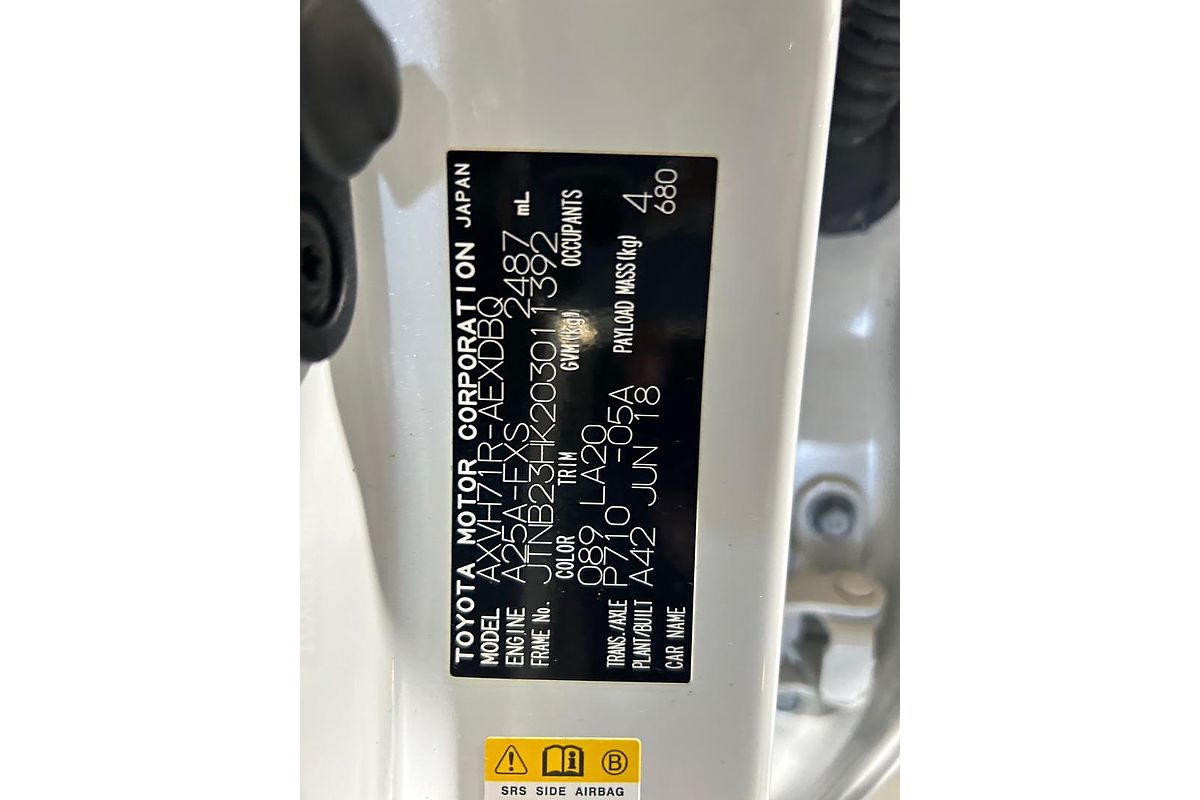 TOYOTA MOTOR CORPORATION JAPAN
MODEL AXVH71R-AEXDBQ
ENGINE A25A-FXS 2487 mL
FRAME No. JTNB23HK203011392
COLOR TRIM GVM(kg) OCCUPANTS
089 LA20 4
TRANS./AXLE P710 -05A PAYLOAD MASS(kg) 680
PLANT/BUILT A42 JUN 18
CAR NAME
B
SRS SIDE AIRBAG